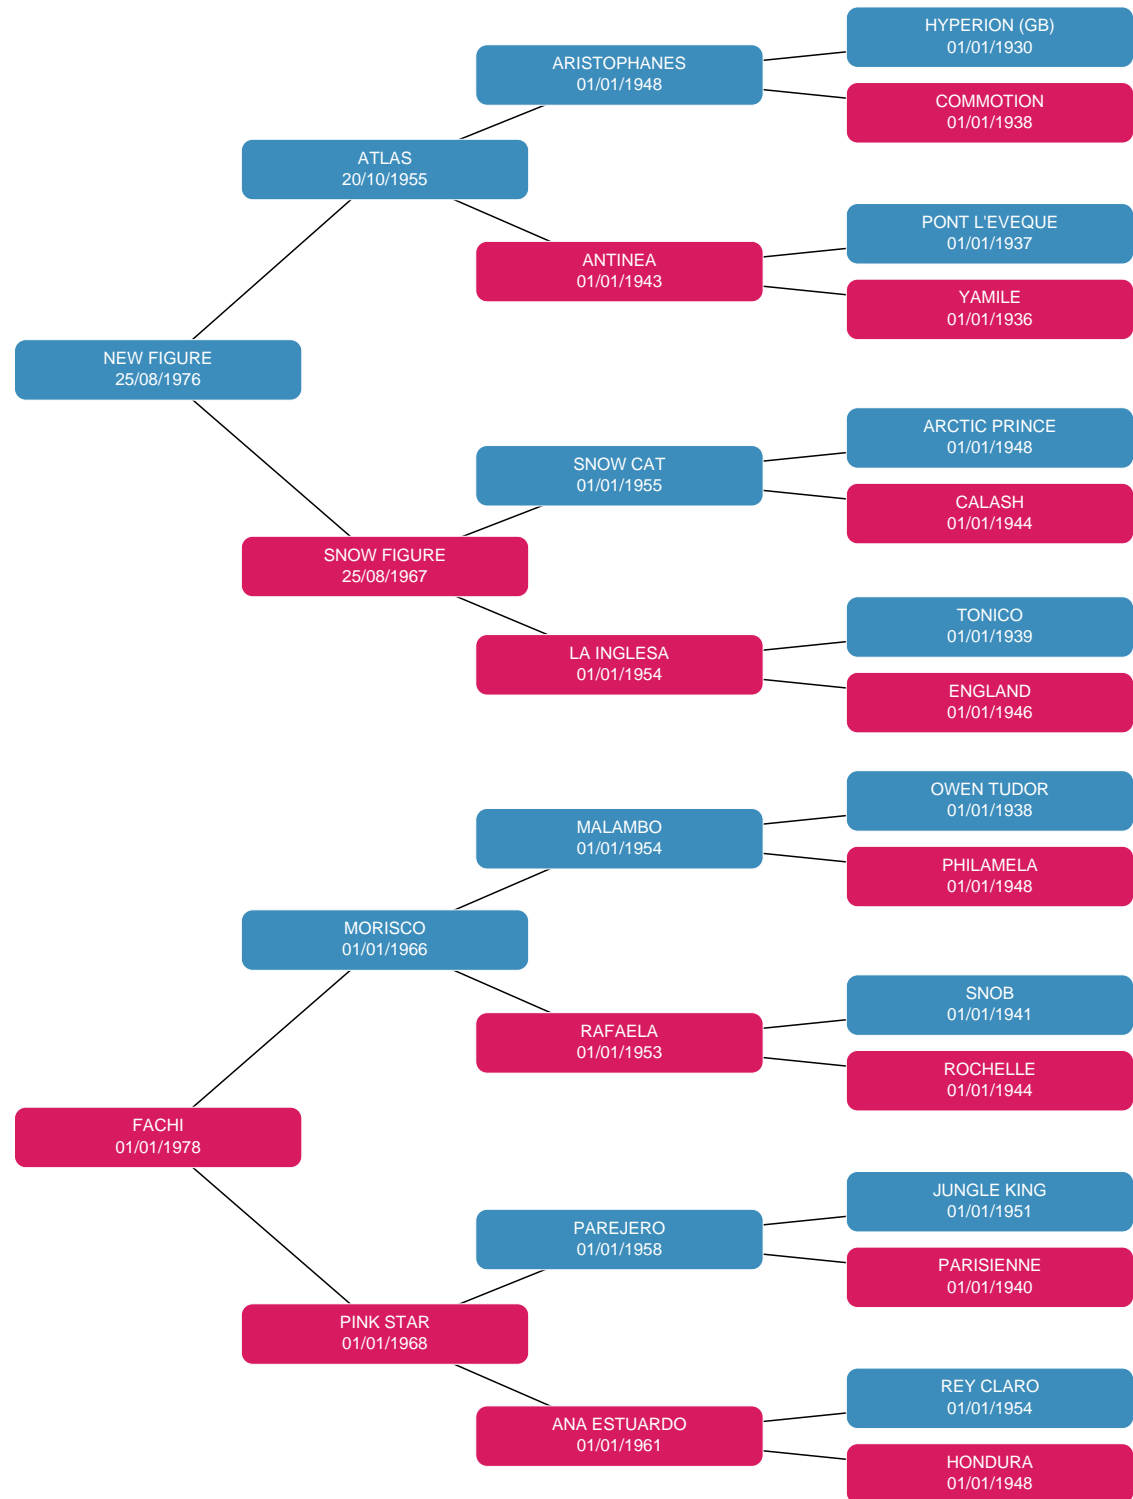 HYPERION (GB)
01/01/1930
ARISTOPHANES
01/01/1948
COMMOTION
01/01/1938
ATLAS
20/10/1955
PONT L'EVEQUE
01/01/1937
ANTINEA
01/01/1943
YAMILE
01/01/1936
NEW FIGURE
25/08/1976
ARCTIC PRINCE
01/01/1948
SNOW CAT
01/01/1955
CALASH
01/01/1944
SNOW FIGURE
25/08/1967
TONICO
01/01/1939
LA INGLESA
01/01/1954
ENGLAND
01/01/1946
OWEN TUDOR
01/01/1938
MALAMBO
01/01/1954
PHILAMELA
01/01/1948
MORISCO
01/01/1966
SNOB
01/01/1941
RAFAELA
01/01/1953
ROCHELLE
01/01/1944
FACHI
01/01/1978
JUNGLE KING
01/01/1951
PAREJERO
01/01/1958
PARISIENNE
01/01/1940
PINK STAR
01/01/1968
REY CLARO
01/01/1954
ANA ESTUARDO
01/01/1961
HONDURA
01/01/1948